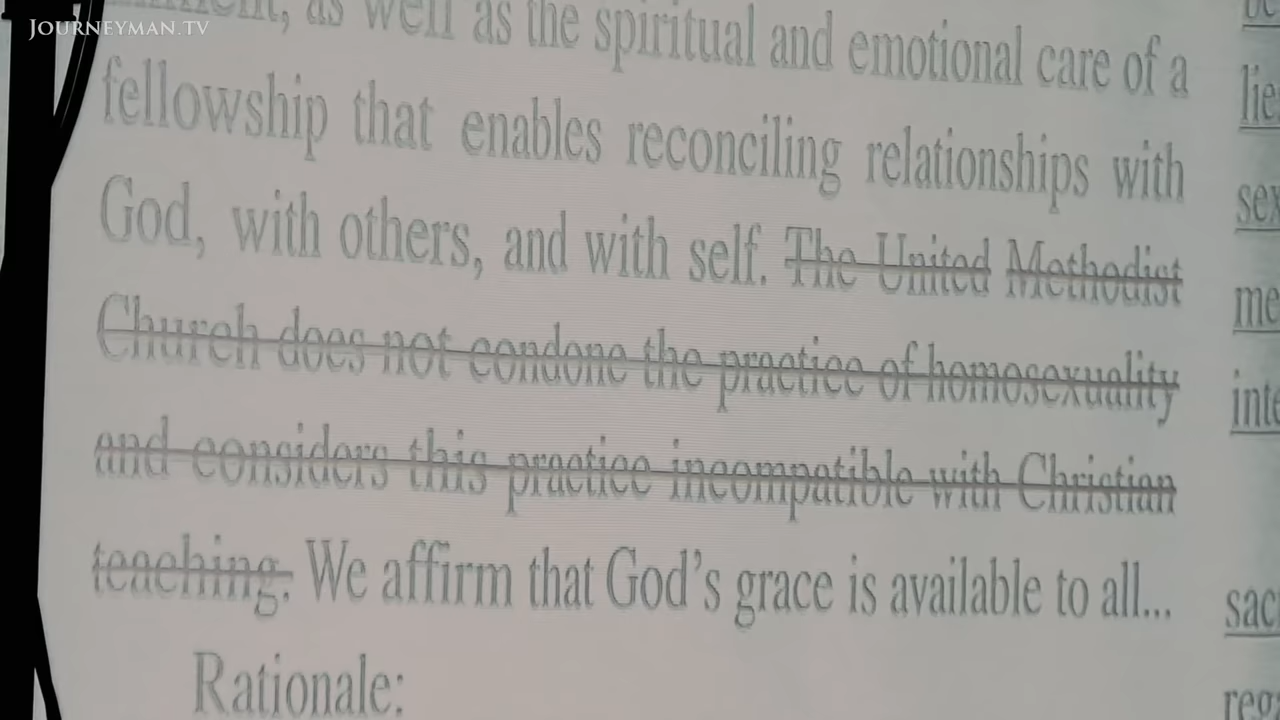 JOURNEYMAN.TV
as well as the spiritual and emotional care of a
fellowship that enables reconciling relationships with
God, with others, and with self. The United Methodist
Church does not condone the practice of homosexuality
and considers this practice incompatible with Christian
teaching. We affirm that God's grace is available to all...
Rationale: